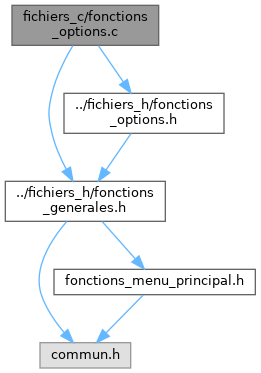 fichiers_c/fonctions
_options.c
../fichiers_h/fonctions
_options.h
../fichiers_h/fonctions
_generales.h
fonctions_menu_principal.h
commun.h